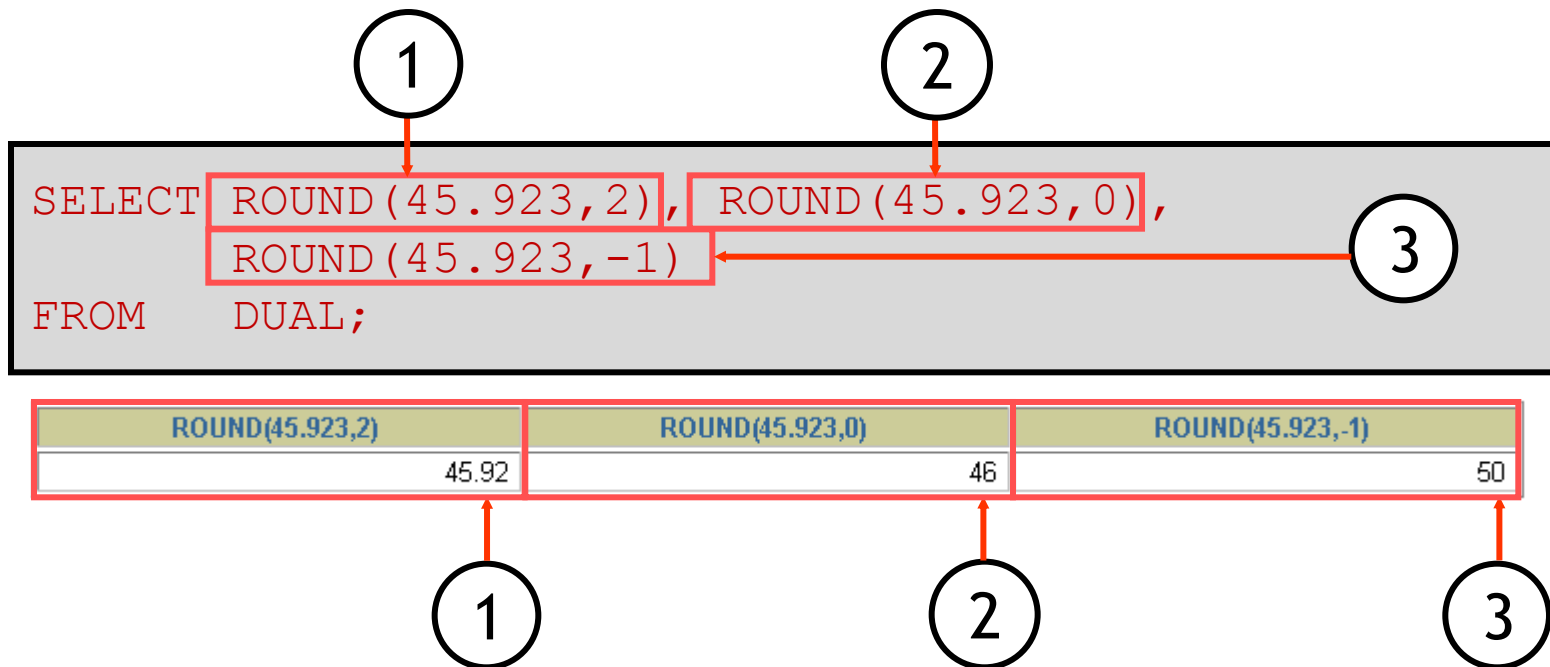 1 2
SELECT ROUND(45.923,2), ROUND(45.923,0),
ROUND(45.923,-1)
3
FROM DUAL;
ROUND(45.923,2) ROUND(45.923,0) ROUND(45.923,-1)
45.92 46 50
1 2 3